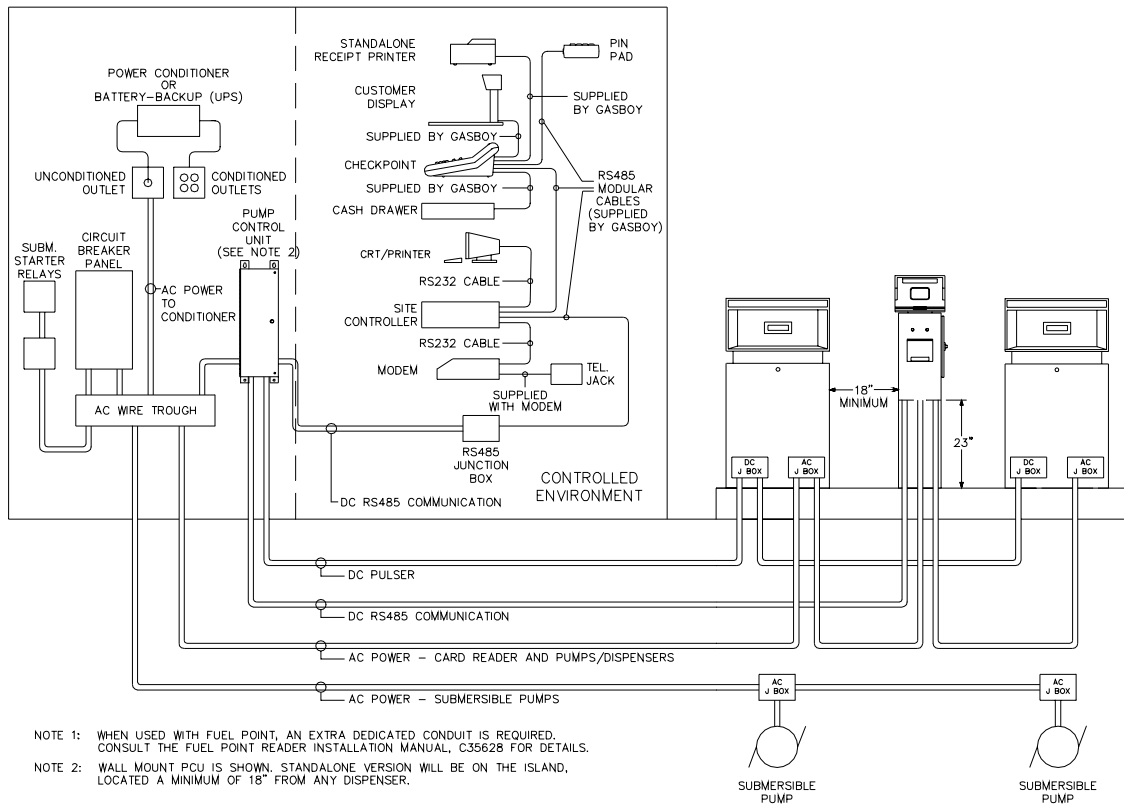 STANDALONE
RECEIPT PRINTER
PIN
PAD
POWER CONDITIONER
OR
BATTERY-BACKUP (UPS)
CUSTOMER
DISPLAY
SUPPLIED
BY GASBOY
SUPPLIED BY GASBOY
CHECKPOINT
UNCONDITIONED
OUTLET
CONDITIONED
OUTLETS
SUPPLIED BY GASBOY
RS485
MODULAR
CABLES
(SUPPLIED
BY GASBOY)
CASH DRAWER
PUMP
CONTROL
UNIT
(SEE NOTE 2)
SUBM.
STARTER
RELAYS
CIRCUIT
BREAKER
PANEL
CRT/PRINTER
RS232 CABLE
AC POWER
TO
CONDITIONER
SITE
CONTROLLER
RS232 CABLE
MODEM
TEL.
JACK
SUPPLIED
WITH MODEM
AC WIRE TROUGH
RS485
JUNCTION
BOX
CONTROLLED
ENVIRONMENT
DC RS485 COMMUNICATION
18"
MINIMUM
23"
DC
J BOX
AC
J BOX
DC
J BOX
AC
J BOX
DC PULSER
DC RS485 COMMUNICATION
AC POWER - CARD READER AND PUMPS/DISPENSERS
AC POWER - SUBMERSIBLE PUMPS
AC
J BOX
AC
J BOX
SUBMERSIBLE
PUMP
SUBMERSIBLE
PUMP
NOTE 1: WHEN USED WITH FUEL POINT, AN EXTRA DEDICATED CONDUIT IS REQUIRED.
CONSULT THE FUEL POINT READER INSTALLATION MANUAL, C35628 FOR DETAILS.
NOTE 2: WALL MOUNT PCU IS SHOWN. STANDALONE VERSION WILL BE ON THE ISLAND,
LOCATED A MINIMUM OF 18" FROM ANY DISPENSER.